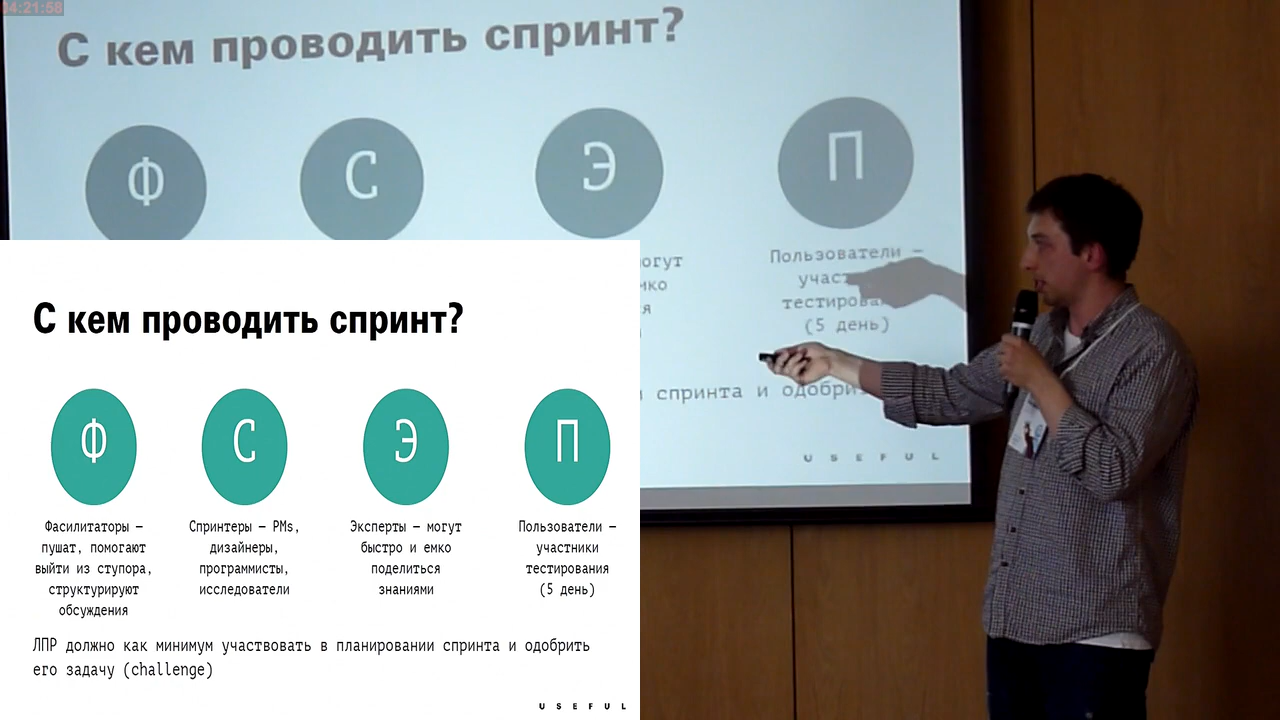 04:21:58
С кем проводить спринт?
Ф
С
Э
П
Пользователи –
тестирова
(5 день)
спринта и одобри
USEFUL
С кем проводить спринт?
Ф
С
Э
П
Фасилитаторы –
пушат, помогают
выйти из ступора,
структурируют
обсуждения
Спринтеры – PMs,
дизайнеры,
программисты,
исследователи
Эксперты – могут
быстро и емко
поделиться
знаниями
Пользователи –
участники
тестирования
(5 день)
ЛПР должно как минимум участвовать в планировании спринта и одобрить
его задачу (challenge)
USEFUL